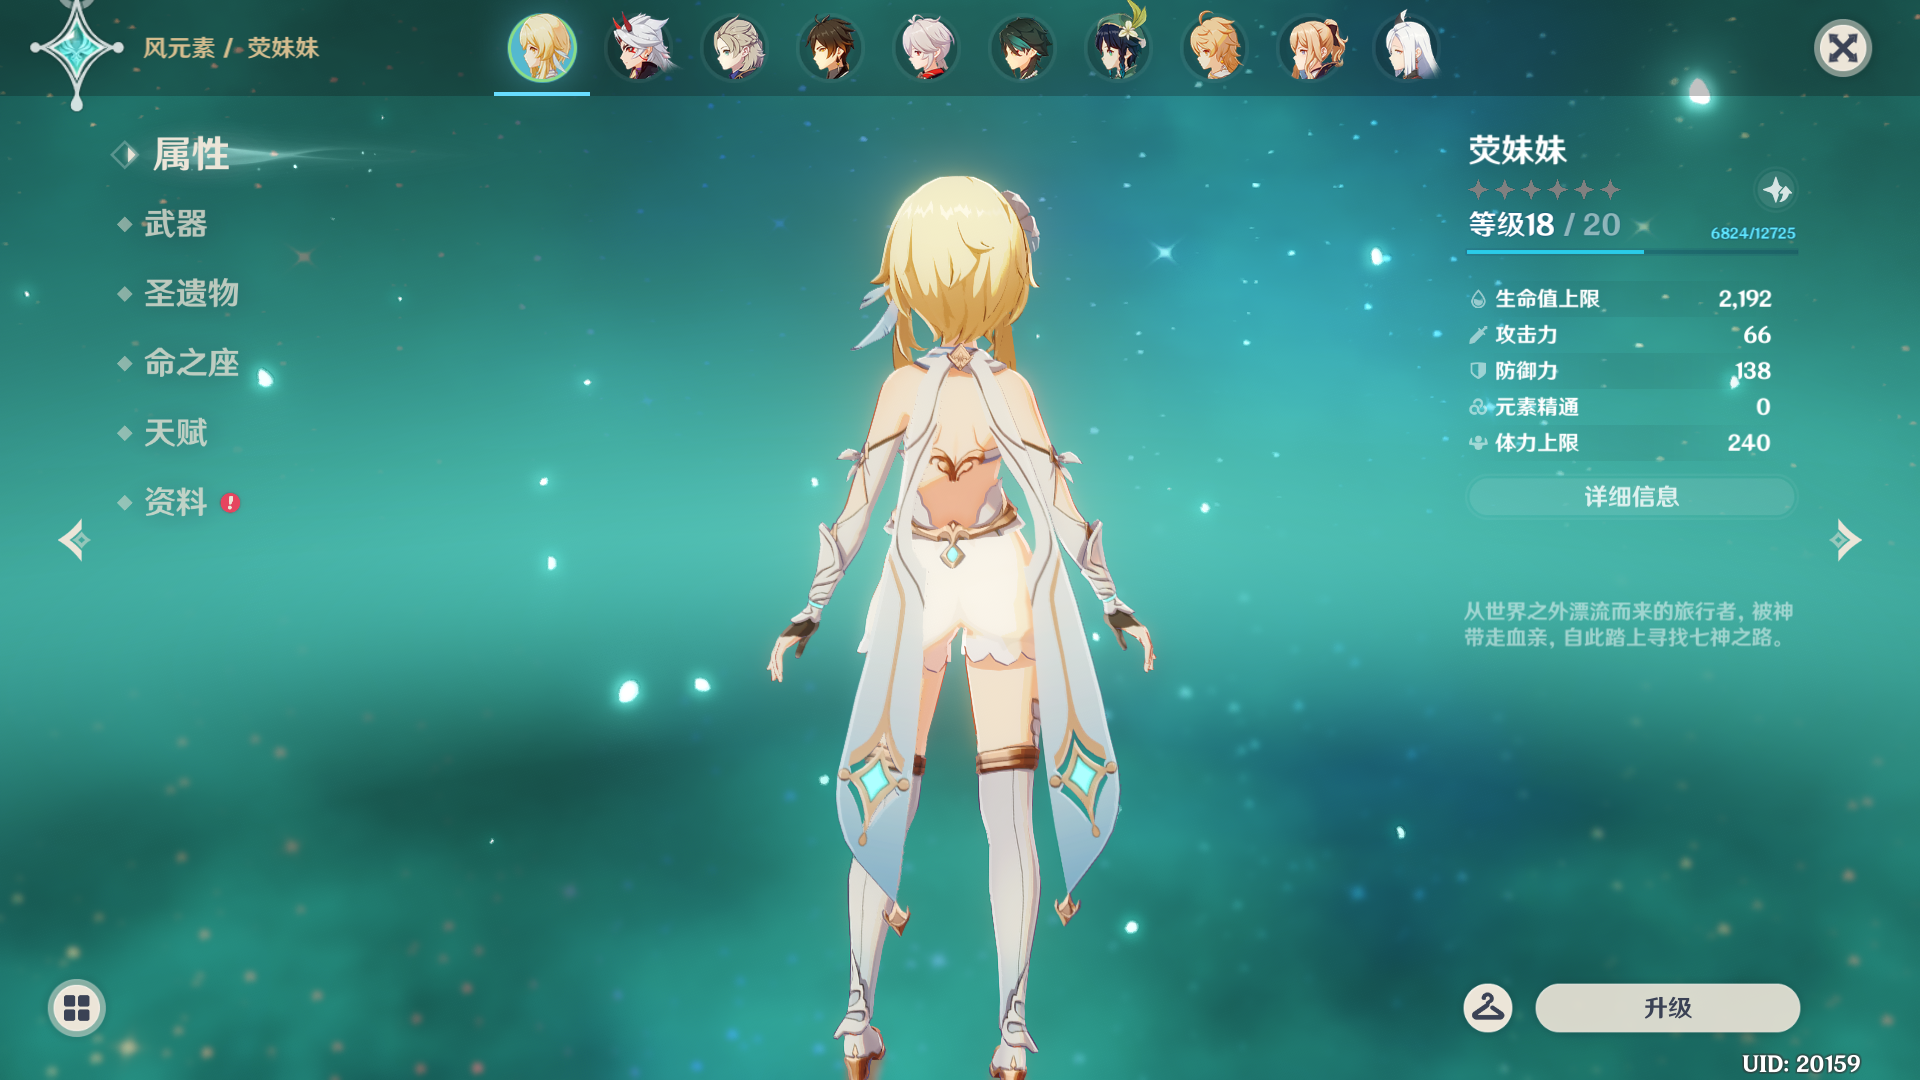 风元素 / 荧妹妹
属性
武器
圣遗物
命之座
天赋
资料
荧妹妹
等级18 / 20
6824/12725
生命值上限 2,192
攻击力 66
防御力 138
元素精通 0
体力上限 240
详细信息
从世界之外漂流而来的旅行者，被神
带走血亲，自此踏上寻找七神之路。
升级
UID: 20159